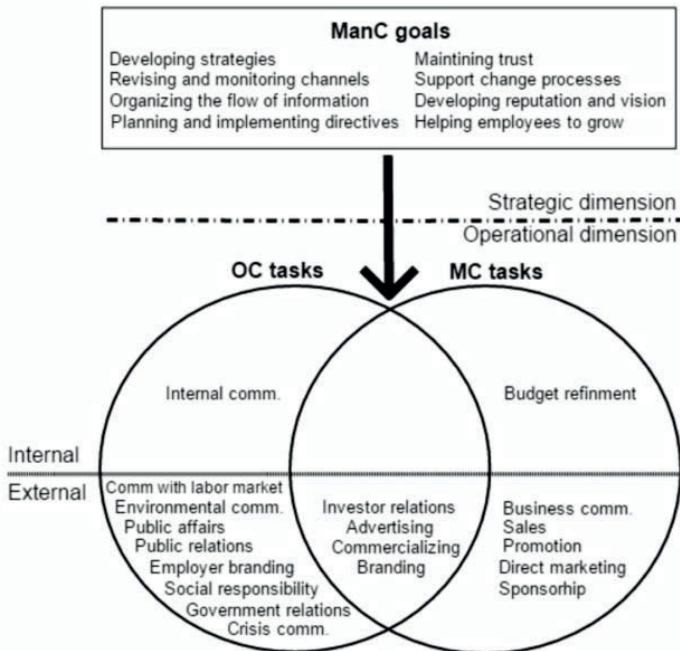 ManC goals
Developing strategies
Revising and monitoring channels
Organizing the flow of information
Planning and implementing directives
Maintining trust
Support change processes
Developing reputation and vision
Helping employees to grow
Strategic dimension
Operational dimension
OC tasks
MC tasks
Internal comm.
Budget refinment
Internal
External
Comm with labor market
Environmental comm.
Public affairs
Public relations
Employer branding
Social responsibility
Government relations
Crisis comm.
Investor relations
Advertising
Commercializing
Branding
Business comm.
Sales
Promotion
Direct marketing
Sponsorhip